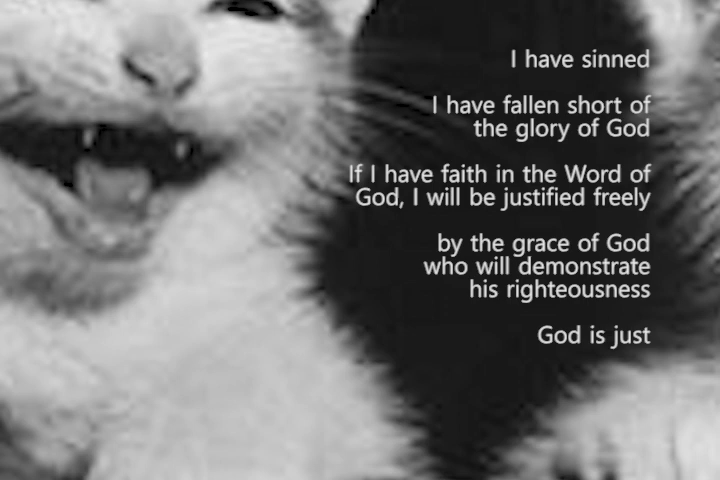 I have sinned
I have fallen short of
the glory of God
If I have faith in the Word of
God, I will be justified freely
by the grace of God
who will demonstrate
his righteousness
God is just